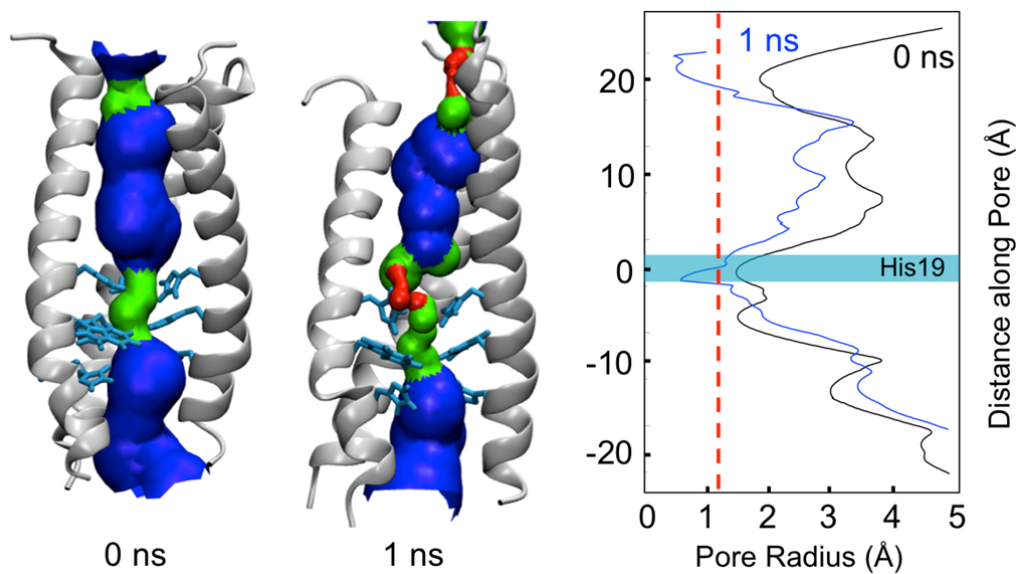 0 ns
1 ns
1 ns
0 ns
20
10
0
-10
-20
His19
0 1 2 3 4 5
Pore Radius (Å)
Distance along Pore (Å)